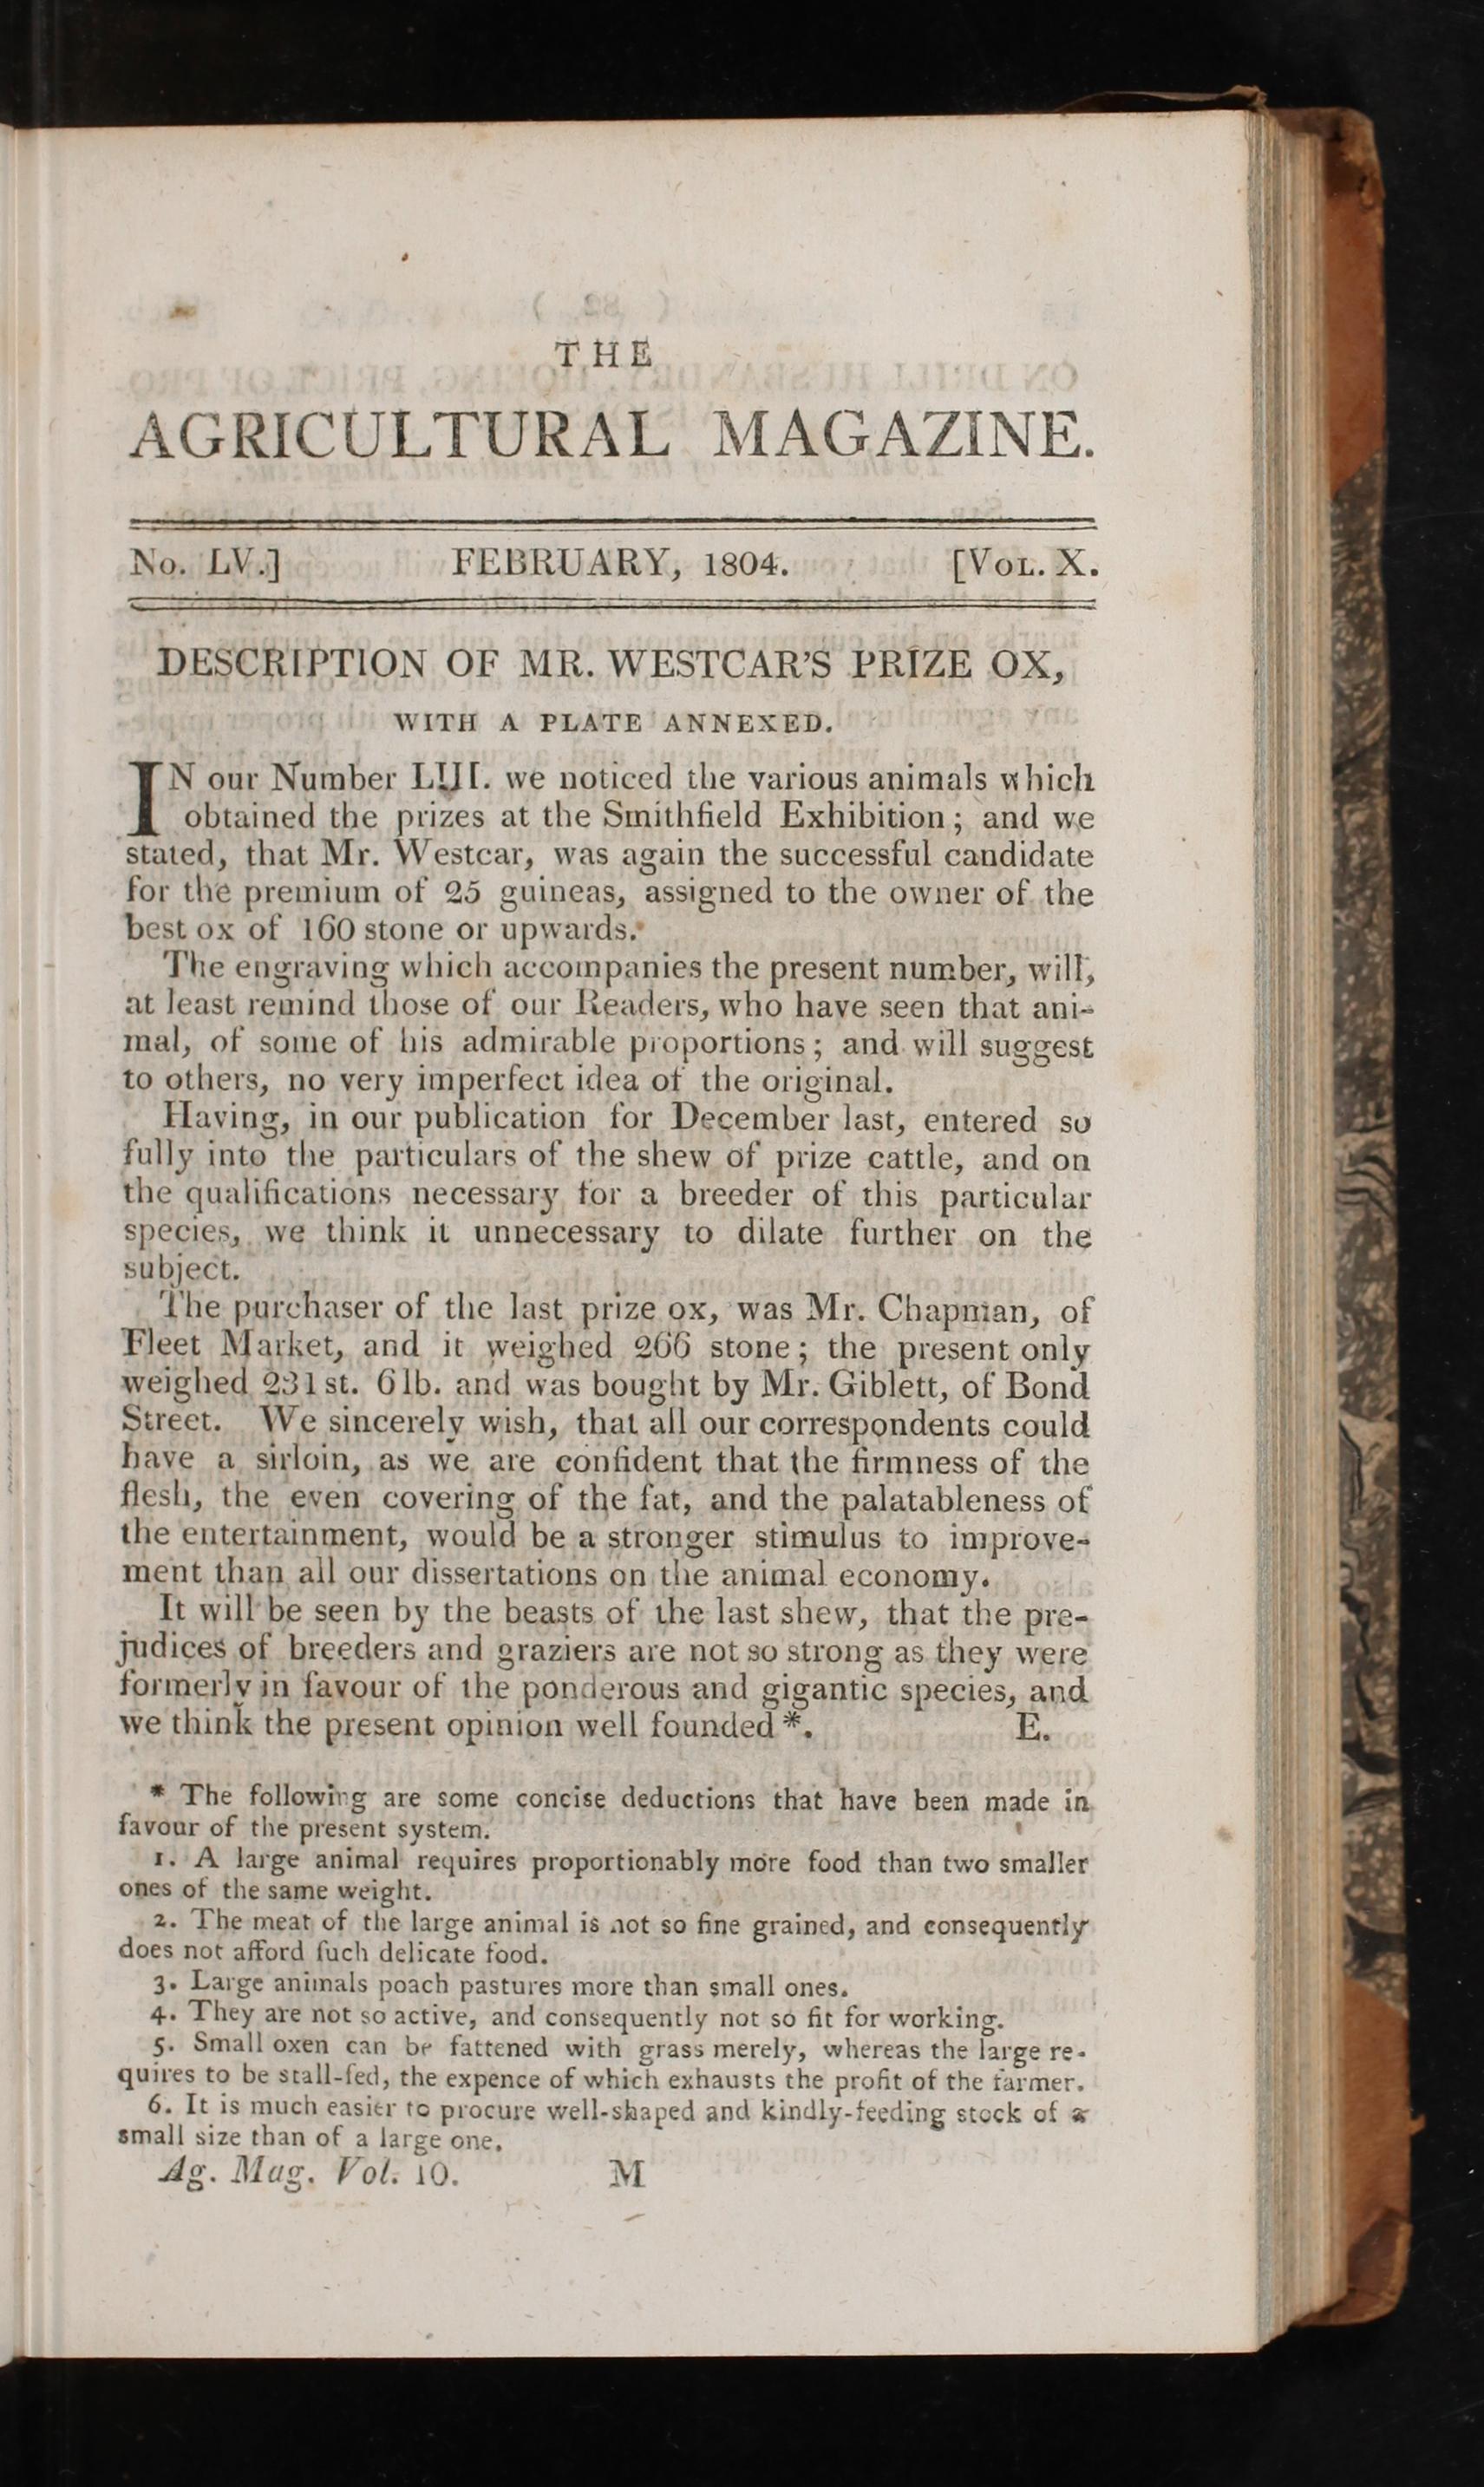 THE
AGRICULTURAL MAGAZINE.
No. LV.] FEBRUARY, 1804. [VOL. X.
DESCRIPTION OF MR. WESTCAR'S PRIZE OX,
WITH A PLATE ANNEXED.
IN our Number LIII. we noticed the various animals which
obtained the prizes at the Smithfield Exhibition; and we
stated, that Mr. Westcar, was again the successful candidate
for the premium of 25 guineas, assigned to the owner of the
best ox of 160 stone or upwards.
The engraving which accompanies the present number, will,
at least remind those of our Readers, who have seen that ani-
mal, of some of his admirable proportions; and will suggest
to others, no very imperfect idea of the original.
Having, in our publication for December last, entered so
fully into the particulars of the shew of prize cattle, and on
the qualifications necessary for a breeder of this particular
species, we think it unnecessary to dilate further on the
subject.
The purchaser of the last prize ox, was Mr. Chapman, of
Fleet Market, and it weighed 266 stone; the present only
weighed 231st. 6lb. and was bought by Mr. Giblett, of Bond
Street. We sincerely wish, that all our correspondents could
have a sirloin, as we are confident that the firmness of the
flesh, the even covering of the fat, and the palatableness of
the entertainment, would be a stronger stimulus to improve-
ment than all our dissertations on the animal economy.
It will be seen by the beasts of the last shew, that the pre-
judices of breeders and graziers are not so strong as they were
formerly in favour of the ponderous and gigantic species, and
we think the present opinion well founded *. E.
* The following are some concise deductions that have been made in
favour of the present system.
1. A large animal requires proportionably more food than two smaller
ones of the same weight.
2. The meat of the large animal is not so fine grained, and consequently
does not afford such delicate food.
3. Large animals poach pastures more than small ones.
4. They are not so active, and consequently not so fit for working.
5. Small oxen can be fattened with grass merely, whereas the large re-
quires to be stall-fed, the expence of which exhausts the profit of the farmer.
6. It is much easier to procure well-shaped and kindly-feeding stock of a
small size than of a large one.
Ag. Mag. Vol. 10. M